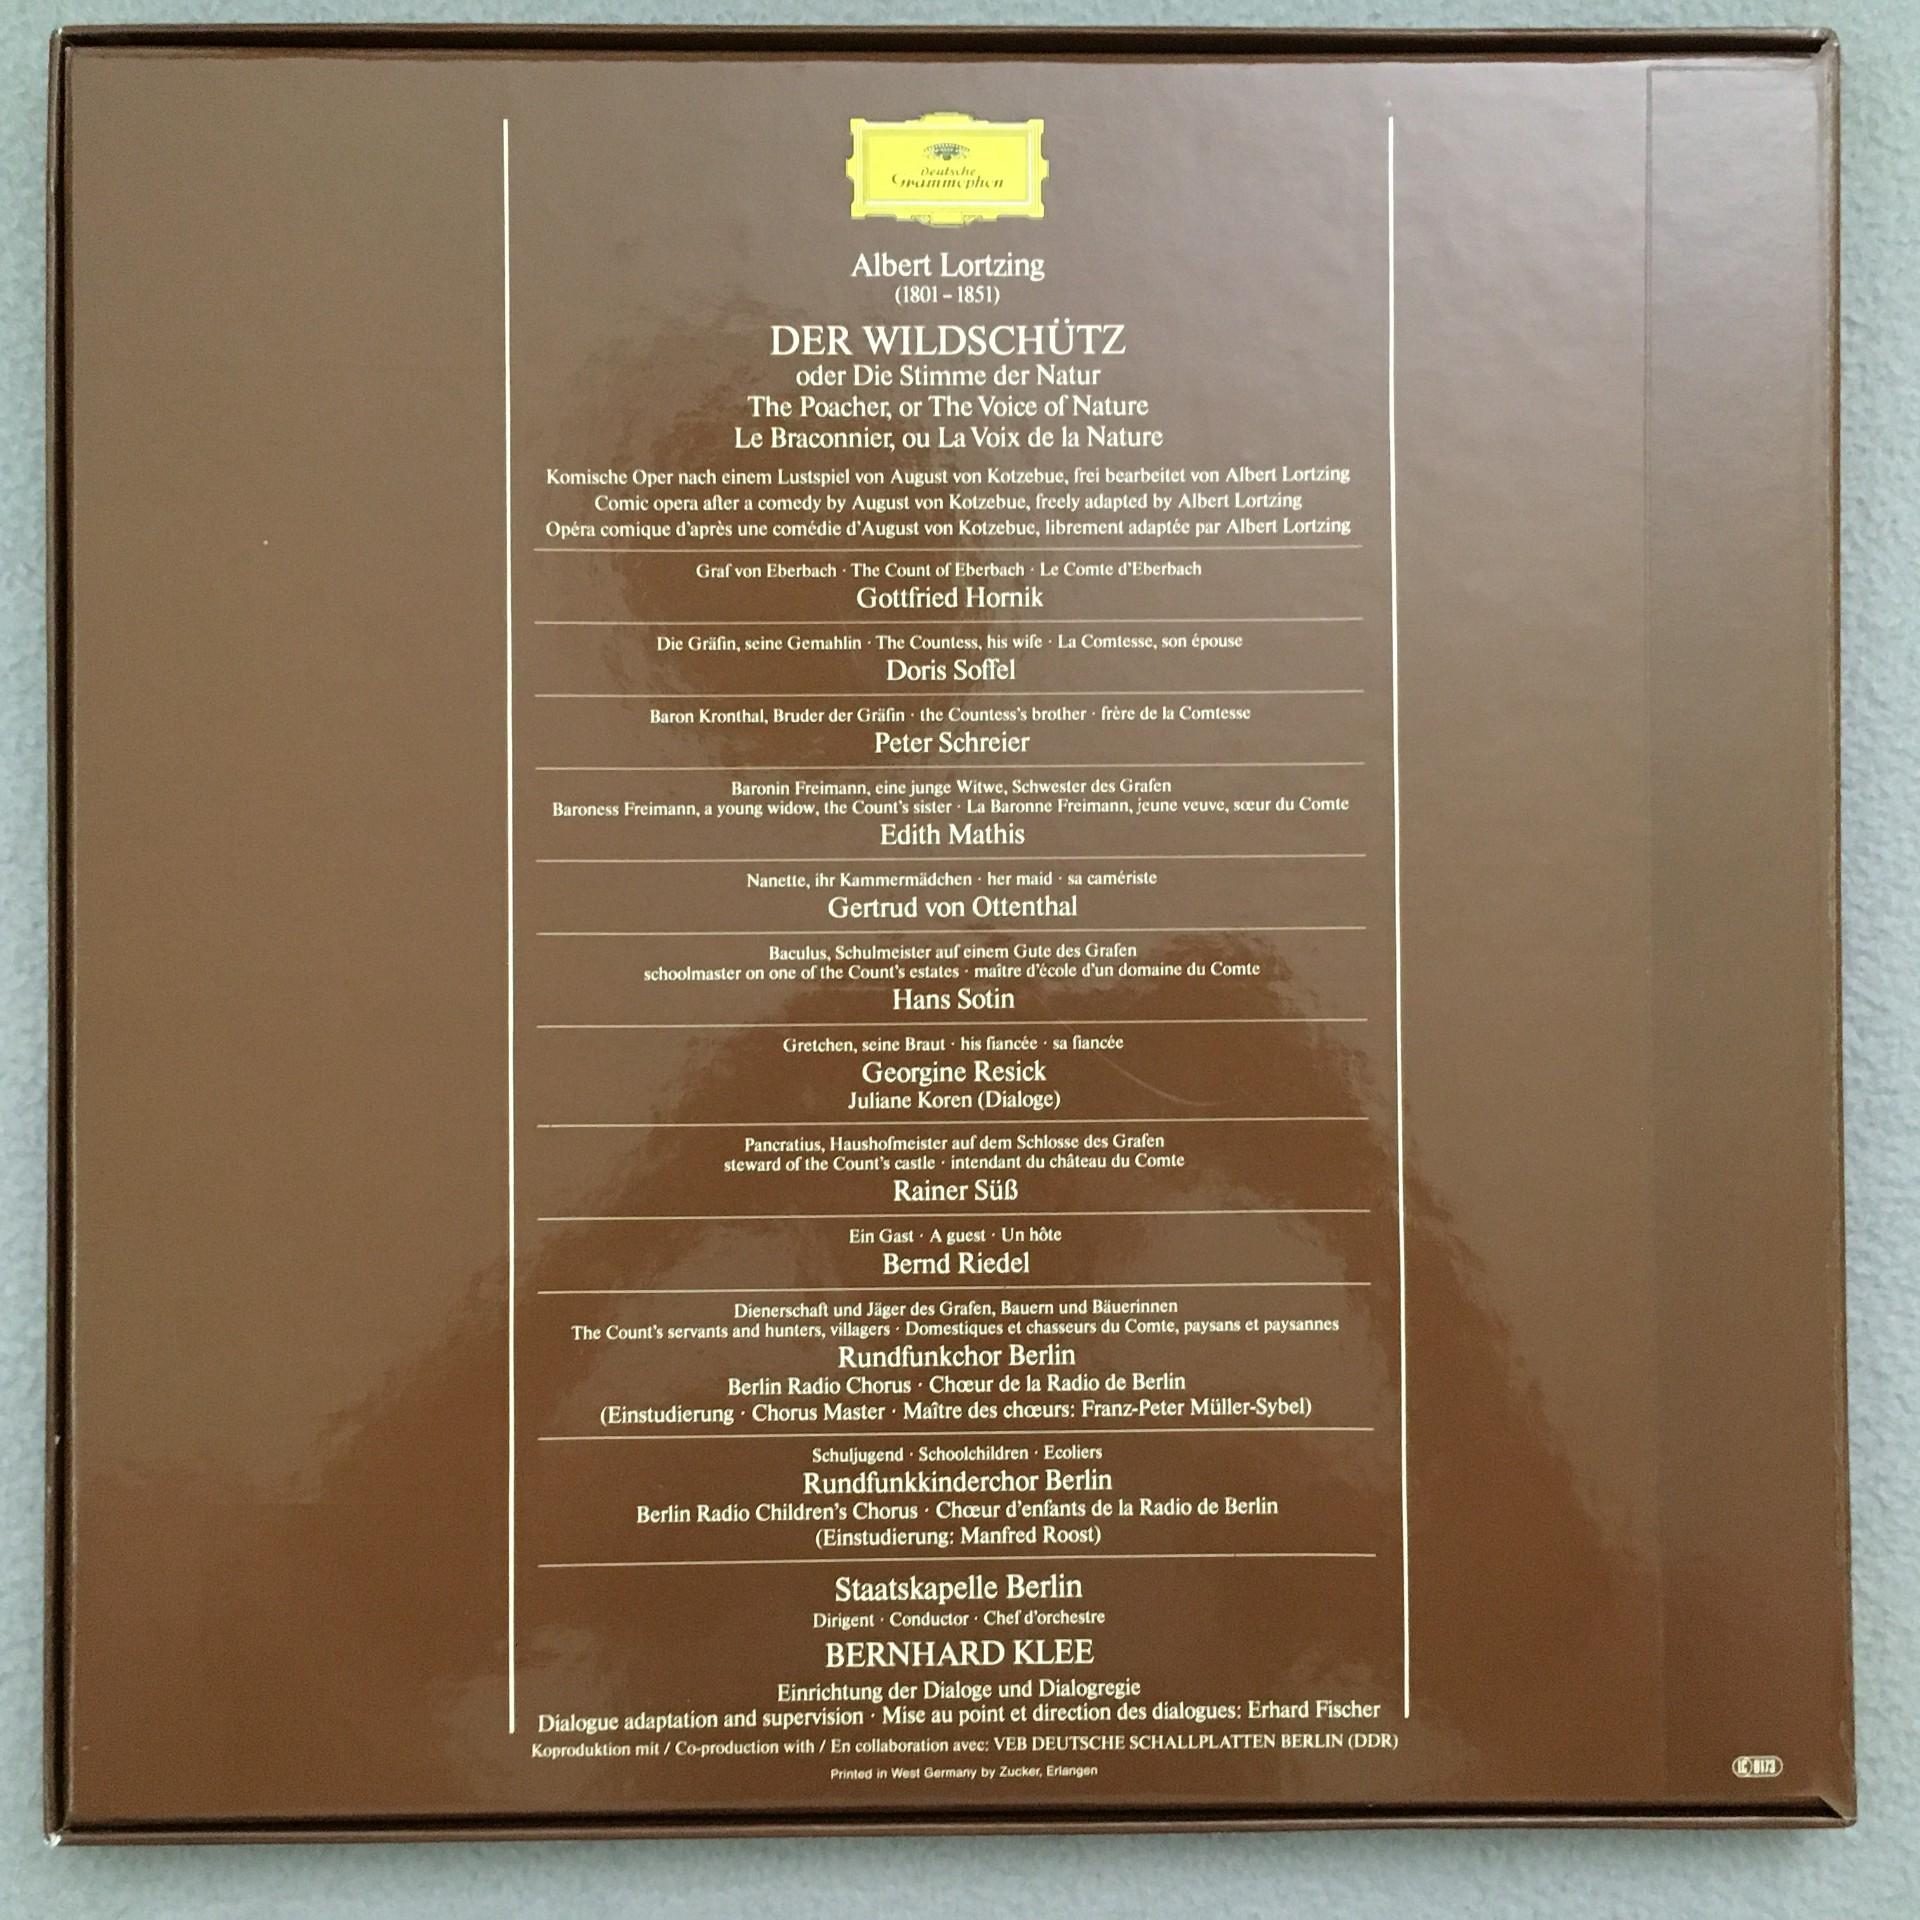 Deutsche
Grammophon
Albert Lortzing
(1801 – 1851)
DER WILDSCHÜTZ
oder Die Stimme der Natur
The Poacher, or The Voice of Nature
Le Braconnier, ou La Voix de la Nature
Komische Oper nach einem Lustspiel von August von Kotzebue, frei bearbeitet von Albert Lortzing
Comic opera after a comedy by August von Kotzebue, freely adapted by Albert Lortzing
Opéra comique d'après une comédie d'August von Kotzebue, librement adaptée par Albert Lortzing
Graf von Eberbach · The Count of Eberbach · Le Comte d'Eberbach
Gottfried Hornik
Die Gräfin, seine Gemahlin · The Countess, his wife · La Comtesse, son épouse
Doris Soffel
Baron Kronthal, Bruder der Gräfin · the Countess's brother · frère de la Comtesse
Peter Schreier
Baronin Freimann, eine junge Witwe, Schwester des Grafen
Baroness Freimann, a young widow, the Count's sister · La Baronne Freimann, jeune veuve, sœur du Comte
Edith Mathis
Nanette, ihr Kammermädchen · her maid · sa camériste
Gertrud von Ottenthal
Baculus, Schulmeister auf einem Gute des Grafen
schoolmaster on one of the Count's estates · maître d'école d'un domaine du Comte
Hans Sotin
Gretchen, seine Braut · his fiancée · sa fiancée
Georgine Resick
Juliane Koren (Dialoge)
Pancratius, Haushofmeister auf dem Schlosse des Grafen
steward of the Count's castle · intendant du château du Comte
Rainer Süß
Ein Gast · A guest · Un hôte
Bernd Riedel
Dienerschaft und Jäger des Grafen, Bauern und Bäuerinnen
The Count's servants and hunters, villagers · Domestiques et chasseurs du Comte, paysans et paysannes
Rundfunkchor Berlin
Berlin Radio Chorus · Chœur de la Radio de Berlin
(Einstudierung · Chorus Master · Maître des chœurs: Franz-Peter Müller-Sybel)
Schuljugend · Schoolchildren · Ecoliers
Rundfunkkinderchor Berlin
Berlin Radio Children's Chorus · Chœur d'enfants de la Radio de Berlin
(Einstudierung: Manfred Roost)
Staatskapelle Berlin
Dirigent · Conductor · Chef d'orchestre
BERNHARD KLEE
Einrichtung der Dialoge und Dialogregie
Dialogue adaptation and supervision · Mise au point et direction des dialogues: Erhard Fischer
Koproduktion mit / Co-production with / En collaboration avec: VEB DEUTSCHE SCHALLPLATTEN BERLIN (DDR)
Printed in West Germany by Zucker, Erlangen
LC 0173